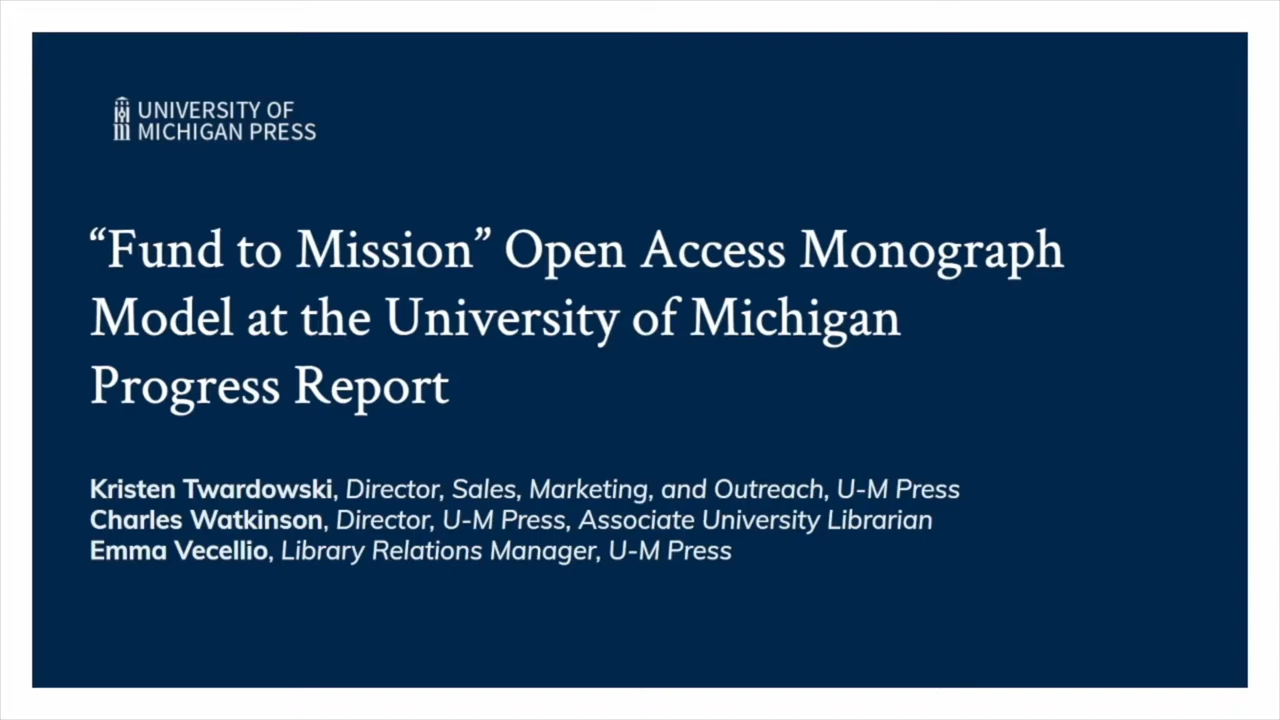 UNIVERSITY OF
MICHIGAN PRESS
“Fund to Mission” Open Access Monograph
Model at the University of Michigan
Progress Report
Kristen Twardowski, Director, Sales, Marketing, and Outreach, U-M Press
Charles Watkinson, Director, U-M Press, Associate University Librarian
Emma Vecellio, Library Relations Manager, U-M Press